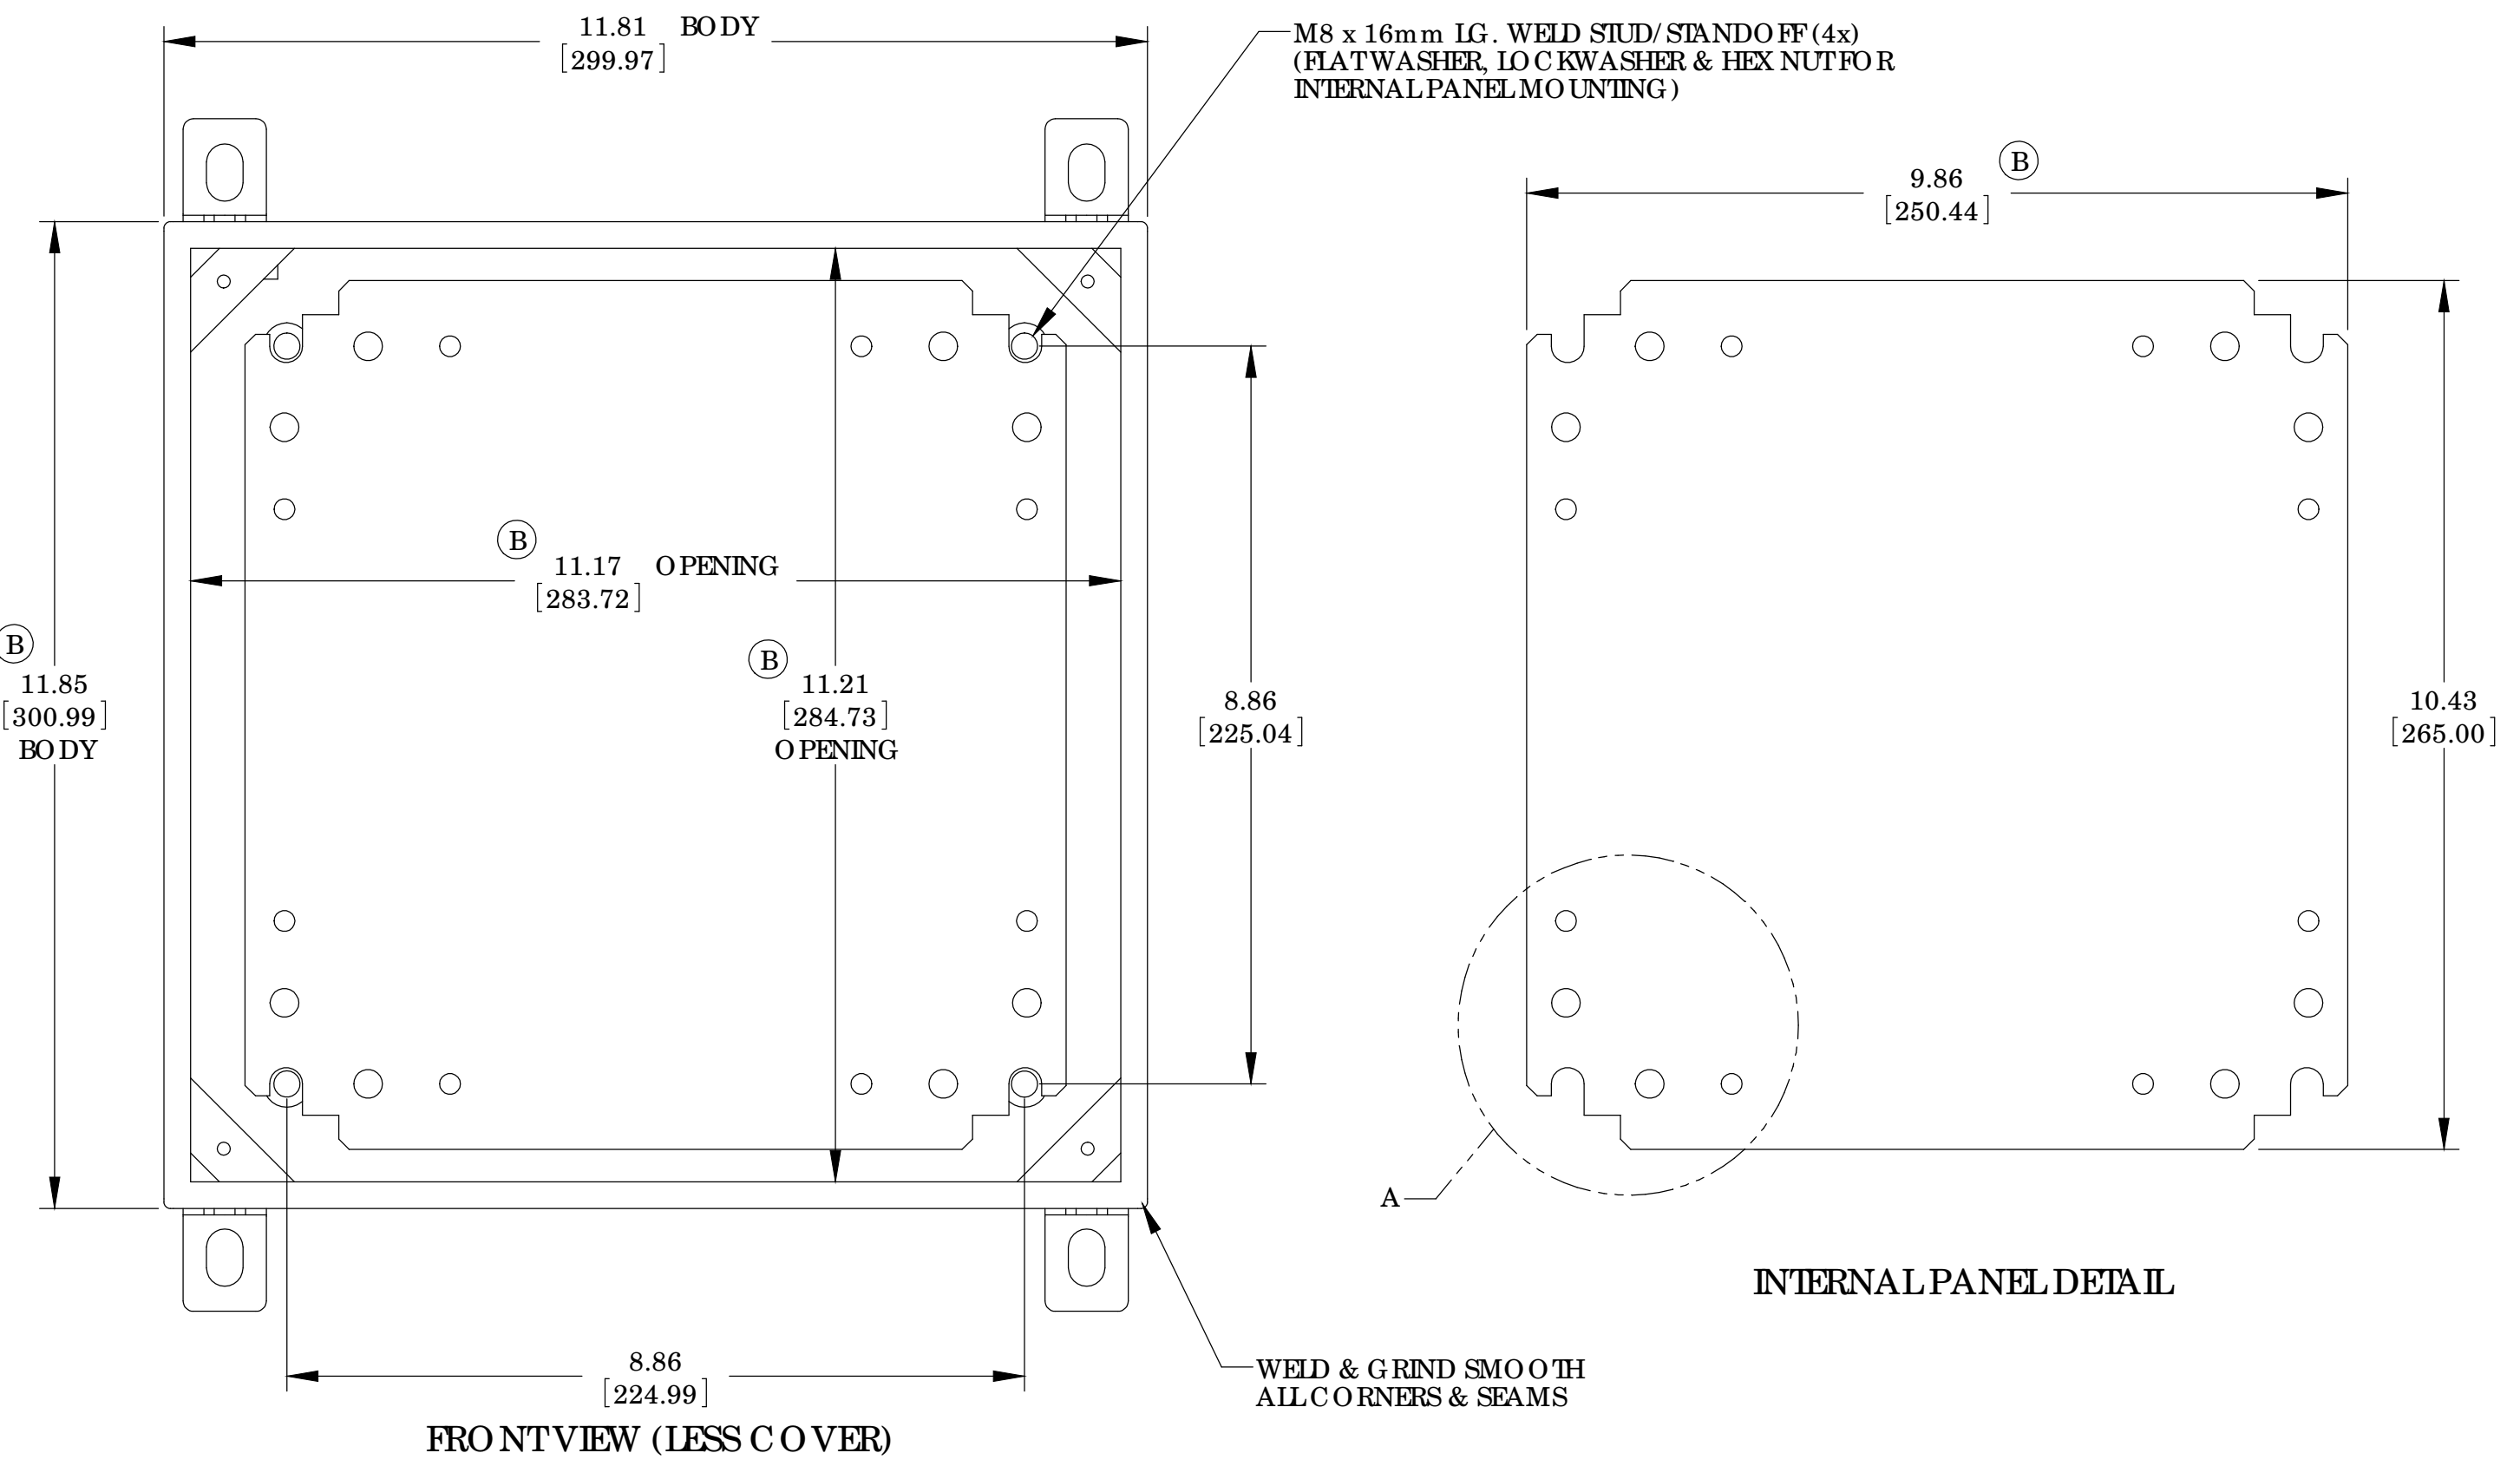 11.81 BODY
[299.97]
M8 x 16mm LG. WELD STUD/STANDOFF (4x)
(FLAT WASHER, LOCKWASHER & HEX NUT FOR
INTERNAL PANEL MOUNTING)
B
9.86
[250.44]
B
11.17 OPENING
[283.72]
B
11.85
[300.99]
BODY
B
11.21
[284.73]
OPENING
8.86
[225.04]
10.43
[265.00]
A
INTERNAL PANEL DETAIL
8.86
[224.99]
WELD & GRIND SMOOTH
ALL CORNERS & SEAMS
FRONT VIEW (LESS COVER)